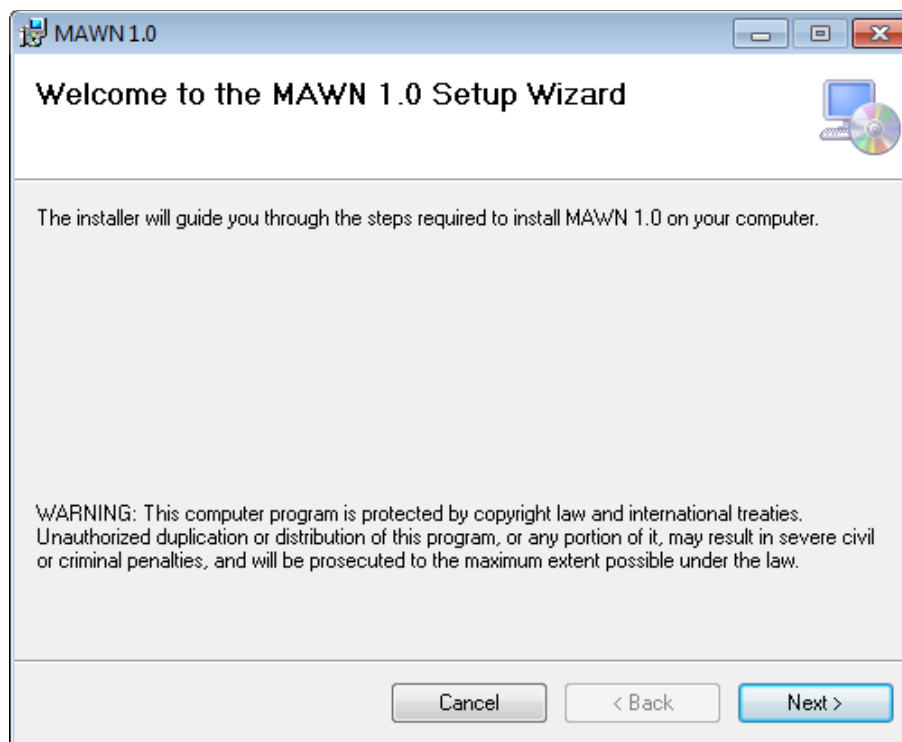 MAWN 1.0
Welcome to the MAWN 1.0 Setup Wizard
The installer will guide you through the steps required to install MAWN 1.0 on your computer.
WARNING: This computer program is protected by copyright law and international treaties.
Unauthorized duplication or distribution of this program, or any portion of it, may result in severe civil
or criminal penalties, and will be prosecuted to the maximum extent possible under the law.
Cancel
< Back
Next >